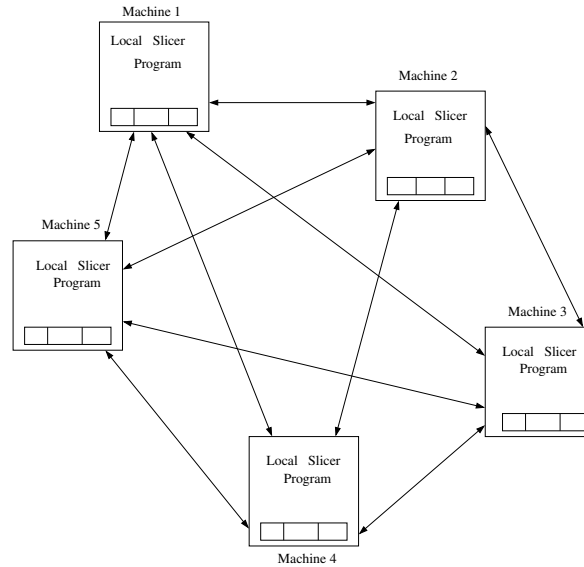 Machine 1
Local Slicer
Program
Machine 2
Local Slicer
Program
Machine 5
Local Slicer
Program
Machine 3
Local Slicer
Program
Local Slicer
Program
Machine 4